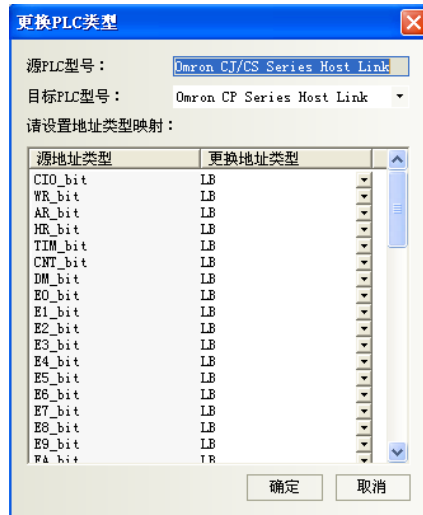 更换PLC类型
源PLC型号： Omron CJ/CS Series Host Link
目标PLC型号： Omron CP Series Host Link
请设置地址类型映射：
源地址类型 更换地址类型
CIO_bit LB
WR_bit LB
AR_bit LB
HR_bit LB
TIM_bit LB
CNT_bit LB
DM_bit LB
E0_bit LB
E1_bit LB
E2_bit LB
E3_bit LB
E4_bit LB
E5_bit LB
E6_bit LB
E7_bit LB
E8_bit LB
E9_bit LB
EA_bit LB
确定 取消